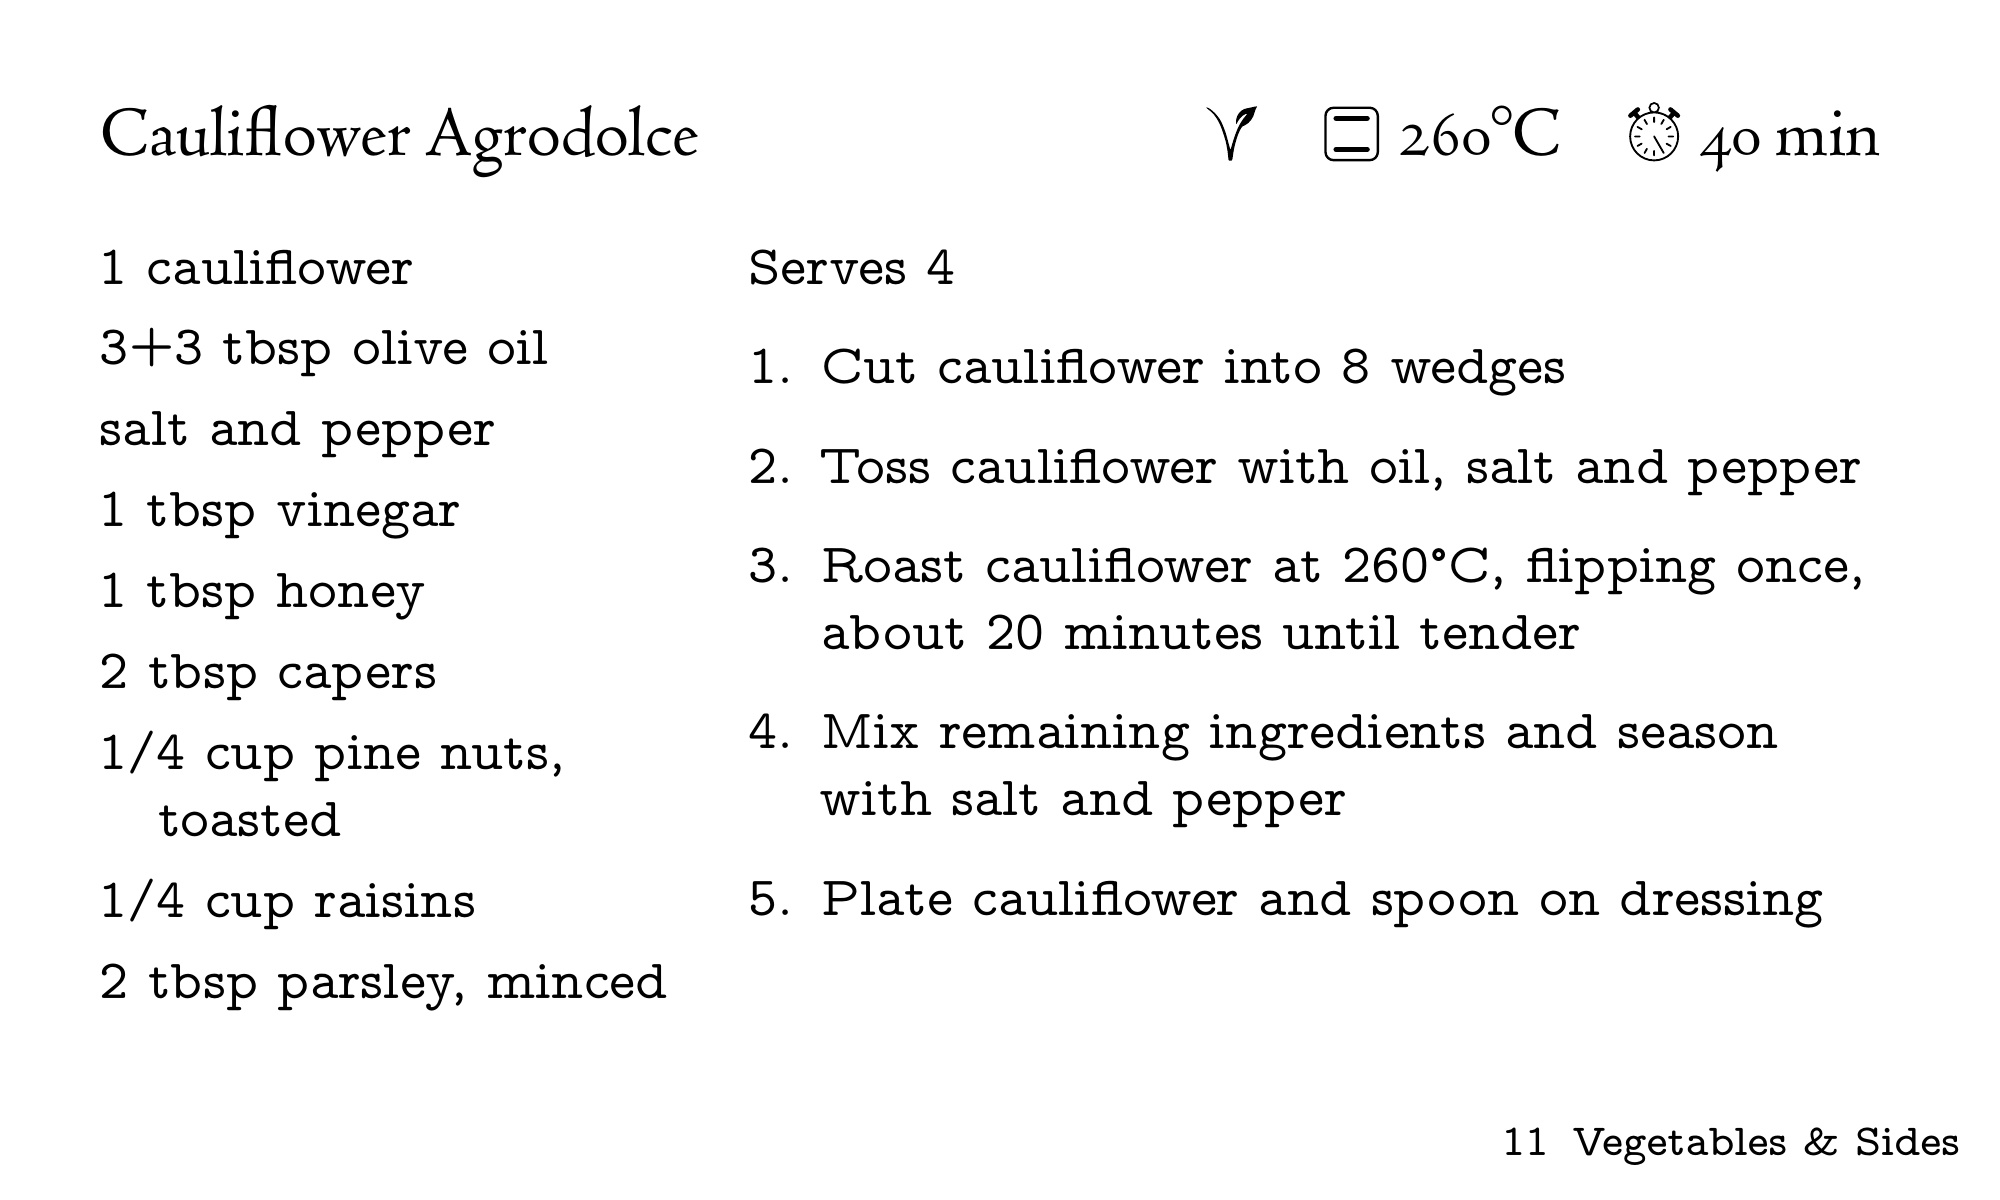 Cauliflower Agrodolce
260°C
40 min
1 cauliflower
3+3 tbsp olive oil
salt and pepper
1 tbsp vinegar
1 tbsp honey
2 tbsp capers
1/4 cup pine nuts,
toasted
1/4 cup raisins
2 tbsp parsley, minced
Serves 4
1. Cut cauliflower into 8 wedges
2. Toss cauliflower with oil, salt and pepper
3. Roast cauliflower at 260°C, flipping once,
about 20 minutes until tender
4. Mix remaining ingredients and season
with salt and pepper
5. Plate cauliflower and spoon on dressing
11 Vegetables & Sides